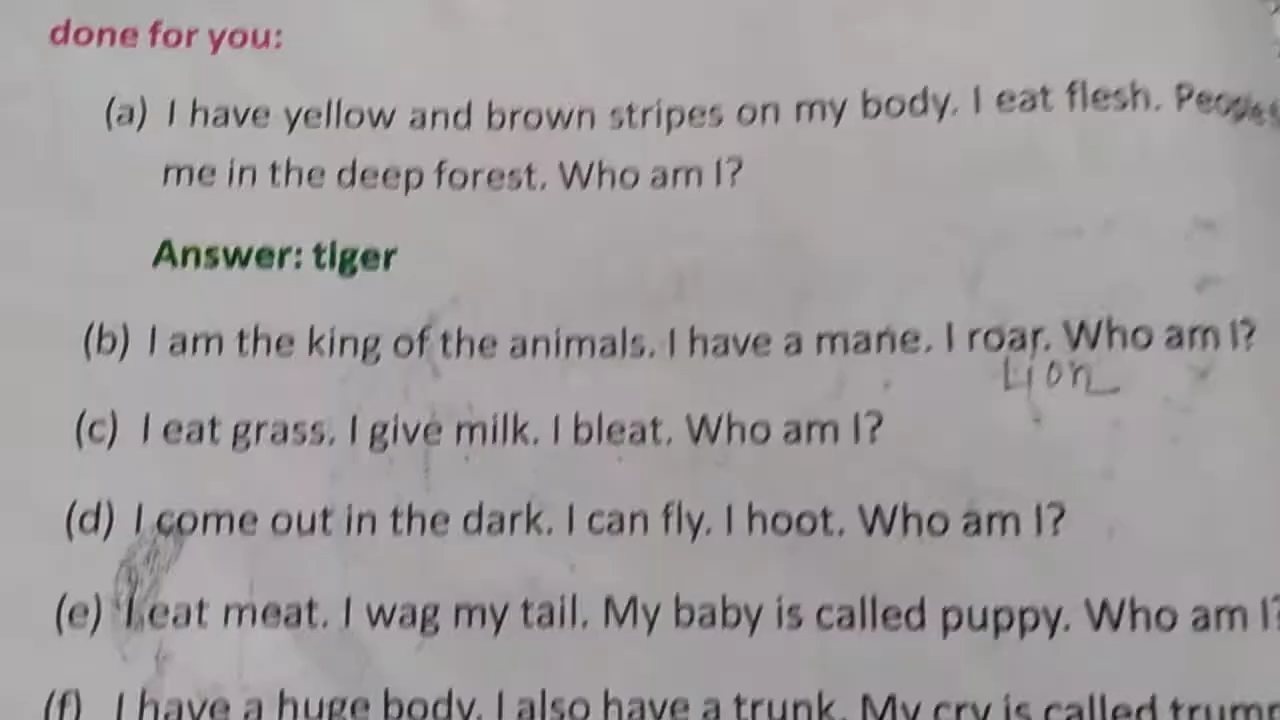 done for you:
(a) I have yellow and brown stripes on my body. I eat flesh.
me in the deep forest. Who am I?
Answer: tiger
(b) I am the king of the animals. I have a mane. I roar. Who am I?
Lion
(c) I eat grass. I give milk. I bleat. Who am I?
(d) I come out in the dark. I can fly. I hoot. Who am I?
(e) I eat meat. I wag my tail. My baby is called puppy. Who am I?
(f) I have a huge body. I also have a trunk. My cry is called